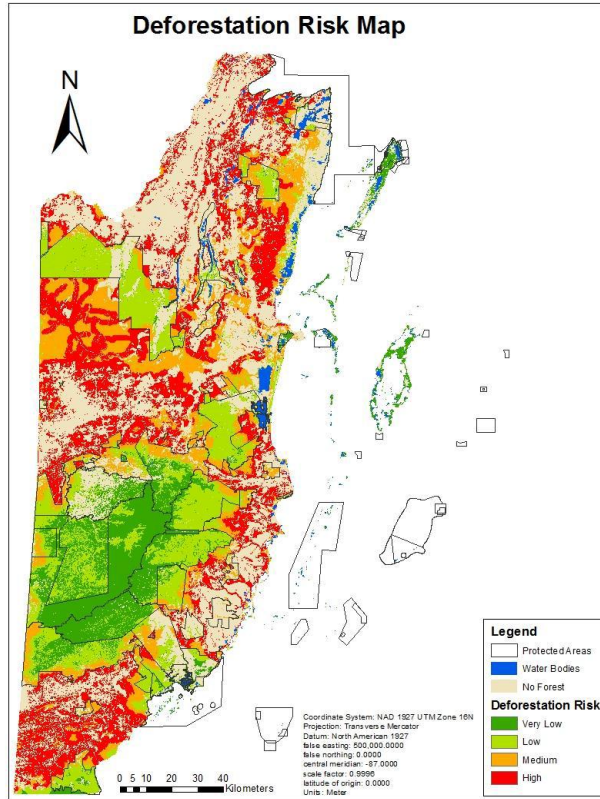 Deforestation Risk Map
N
Legend
Protected Areas
Water Bodies
No Forest
Deforestation Risk
Very Low
Low
Medium
High
Coordinate System: NAD 1927 UTM Zone 16N
Projection: Transverse Mercator
Datum: North American 1927
false easting: 500,000.0000
false northing: 0.0000
central meridian: -87.0000
scale factor: 0.9996
latitude of origin: 0.0000
Units: Meter
0 5 10 20 30 40
Kilometers